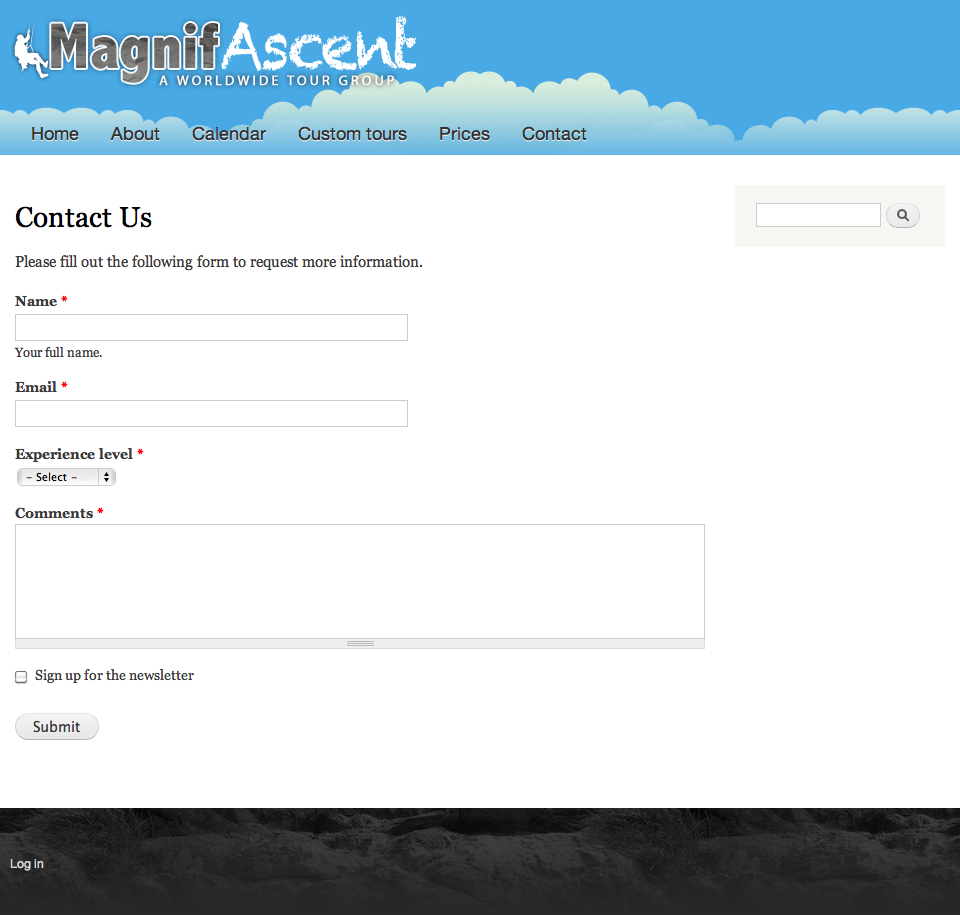 MagnifAscent
A WORLDWIDE TOUR GROUP
Home About Calendar Custom tours Prices Contact
Contact Us
Please fill out the following form to request more information.
Name *
Your full name.
Email *
Experience level *
– Select –
Comments *
Sign up for the newsletter
Submit
Log in